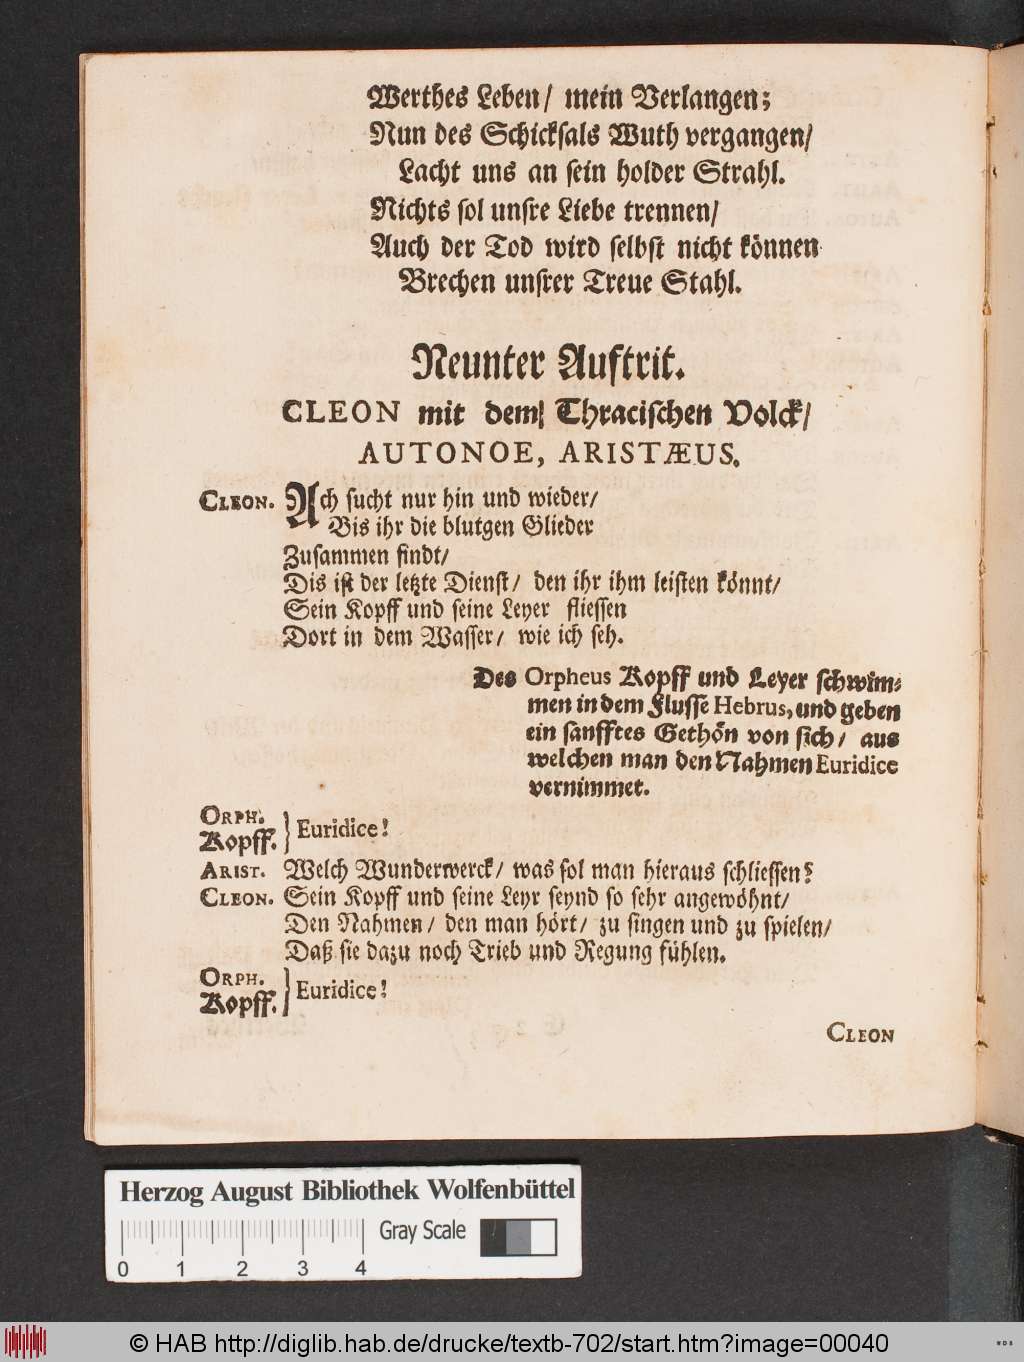 Werthes Leben/ mein Verlangen;
Nun des Schicksals Wuth vergangen/
Lacht uns an sein holder Strahl.
Nichts sol unsre Liebe trennen/
Auch der Tod wird selbst nicht können
Brechen unsrer Treue Stahl.
Neunter Auftrit.
CLEON mit dem Thracischen Volck/
AUTONOE, ARISTÆUS.
CLEON. Ach sucht nur hin und wieder/
Bis ihr die blutgen Glieder
Zusammen findt/
Dis ist der letzte Dienst/ den ihr ihm leisten könnt/
Sein Kopff und seine Leyer fliessen
Dort in dem Wasser/ wie ich seh.
Des Orpheus Kopff und Leyer schwim-
men in dem Flusse Hebrus, und geben
ein sanfftes Gethön von sich/ aus
welchen man den Nahmen Euridice
vernimmet.
ORPH.
Kopff. } Euridice!
ARIST. Welch Wunderwerck/ was sol man hieraus schliessen?
CLEON. Sein Kopff und seine Leyr seynd so sehr angewöhnt/
Den Nahmen/ den man hört/ zu singen und zu spielen/
Daß sie dazu noch Trieb und Regung fühlen.
ORPH.
Kopff. } Euridice!
CLEON
Herzog August Bibliothek Wolfenbüttel
Gray Scale
0 1 2 3 4
© HAB http://diglib.hab.de/drucke/textb-702/start.htm?image=00040